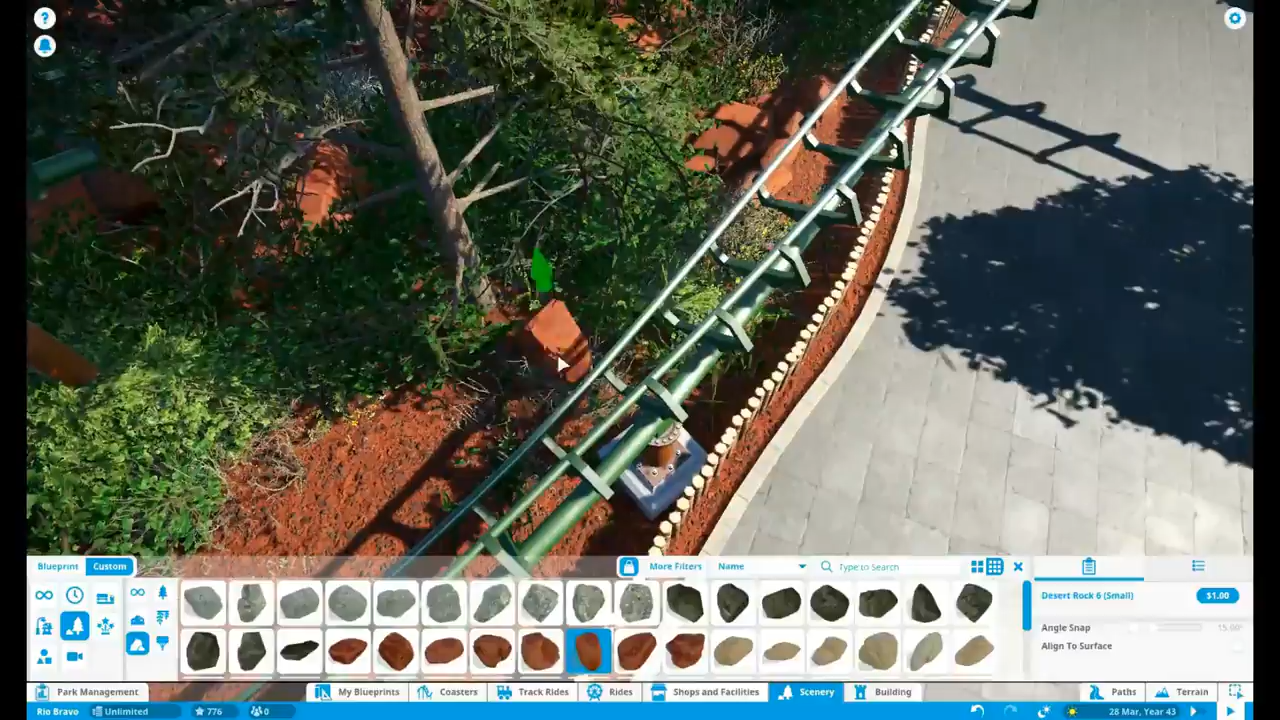 ?
Blueprint Custom More Filters Name Type to Search
Desert Rock 6 (Small) $1.00
Angle Snap 15.00°
Align To Surface
Park Management My Blueprints Coasters Track Rides Rides Shops and Facilities Scenery Building Paths Terrain
Rio Bravo Unlimited 776 0 28 Mar, Year 43